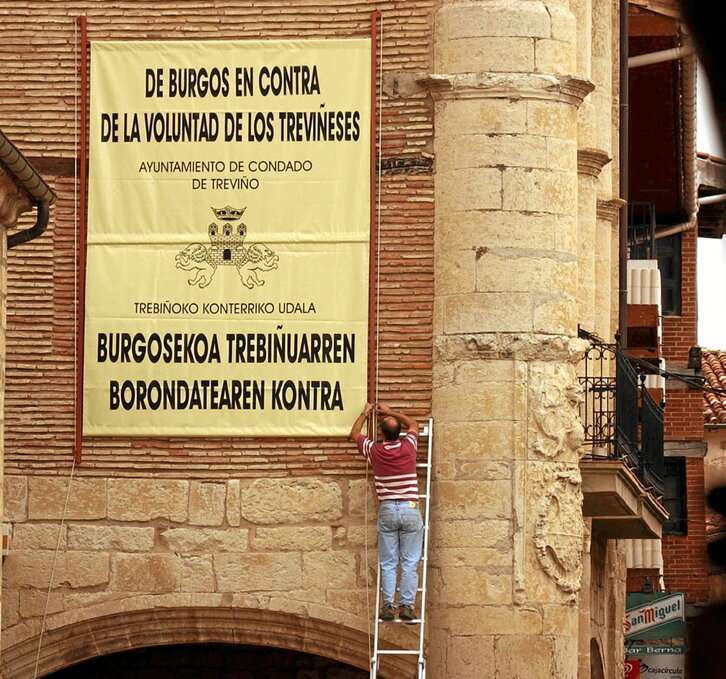 DE BURGOS EN CONTRA
DE LA VOLUNTAD DE LOS TREVIÑESES
AYUNTAMIENTO DE CONDADO
DE TREVIÑO
TREBIÑOKO KONTERRIKO UDALA
BURGOSEKOA TREBIÑUARREN
BORONDATEAREN KONTRA
San Miguel
Bar Berna
cajacírculo